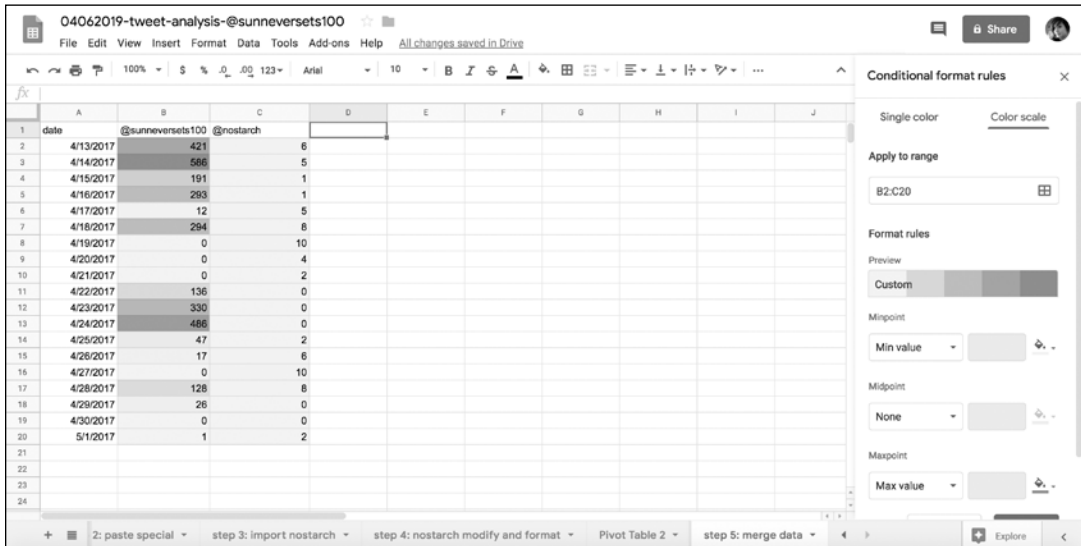 04062019-tweet-analysis-@sunneversets100
File Edit View Insert Format Data Tools Add-ons Help All changes saved in Drive
Share
100% $ % .0 .00 123 Arial 10 B I S A ...
Conditional format rules ×
fx
Single color Color scale
A B C D E F G H I J
1 date @sunneversets100 @nostarch
2 4/13/2017 421 6
3 4/14/2017 586 5
4 4/15/2017 191 1
5 4/16/2017 293 1
6 4/17/2017 12 5
7 4/18/2017 294 8
8 4/19/2017 0 10
9 4/20/2017 0 4
10 4/21/2017 0 2
11 4/22/2017 136 0
12 4/23/2017 330 0
13 4/24/2017 486 0
14 4/25/2017 47 2
15 4/26/2017 17 6
16 4/27/2017 0 10
17 4/28/2017 128 8
18 4/29/2017 26 0
19 4/30/2017 0 0
20 5/1/2017 1 2
21
22
23
24
Apply to range
B2:C20
Format rules
Preview
Custom
Minpoint
Min value
Midpoint
None
Maxpoint
Max value
+ 2: paste special step 3: import nostarch step 4: nostarch modify and format Pivot Table 2 step 5: merge data
Explore